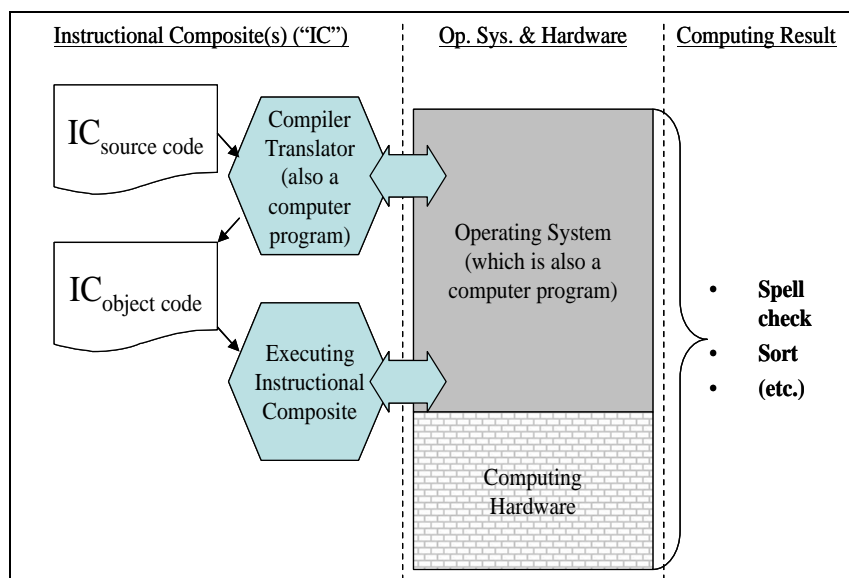 Instructional Composite(s) (“IC”)
Op. Sys. & Hardware
Computing Result
IC source code
Compiler
Translator
(also a
computer
program)
IC object code
Executing
Instructional
Composite
Operating System
(which is also a
computer program)
Computing
Hardware
• Spell
check
• Sort
• (etc.)